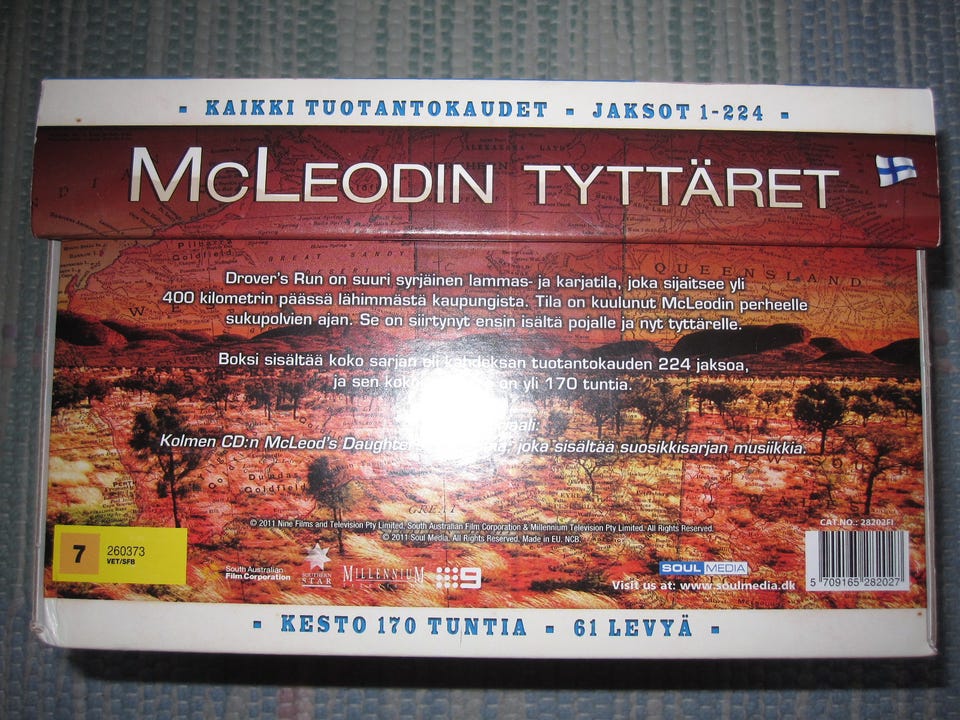 ▪ KAIKKI TUOTANTOKAUDET ▪ JAKSOT 1-224 ▪
MCLEODIN TYTTÄRET
Drover's Run on suuri syrjäinen lammas- ja karjatila, joka sijaitsee yli
400 kilometrin päässä lähimmästä kaupungista. Tila on kuulunut McLeodin perheelle
sukupolvien ajan. Se on siirtynyt ensin isältä pojalle ja nyt tyttärelle.
Boksi sisältää koko sarjan eli kahdeksan tuotantokauden 224 jaksoa,
ja sen on yli 170 tuntia.
Kolmen CD:n McLeod's joka sisältää suosikkisarjan musiikkia.
QUEENSLAND
GREAT SANDY
© 2011 Nine Films and Television Pty Limited, South Australian Film Corporation & Millennium Television Pty Limited. All Rights Reserved.
© 2011 Soul Media. All Rights Reserved. Made in EU. NCB.
CAT.NO.: 28202FI
7 260373
VET/SFB
South Australian
Film Corporation
SOUTHERN
STAR
MILLENNIUM
9
SOUL MEDIA
Visit us at: www.soulmedia.dk
5 709165 282027
▪ KESTO 170 TUNTIA ▪ 61 LEVYÄ ▪